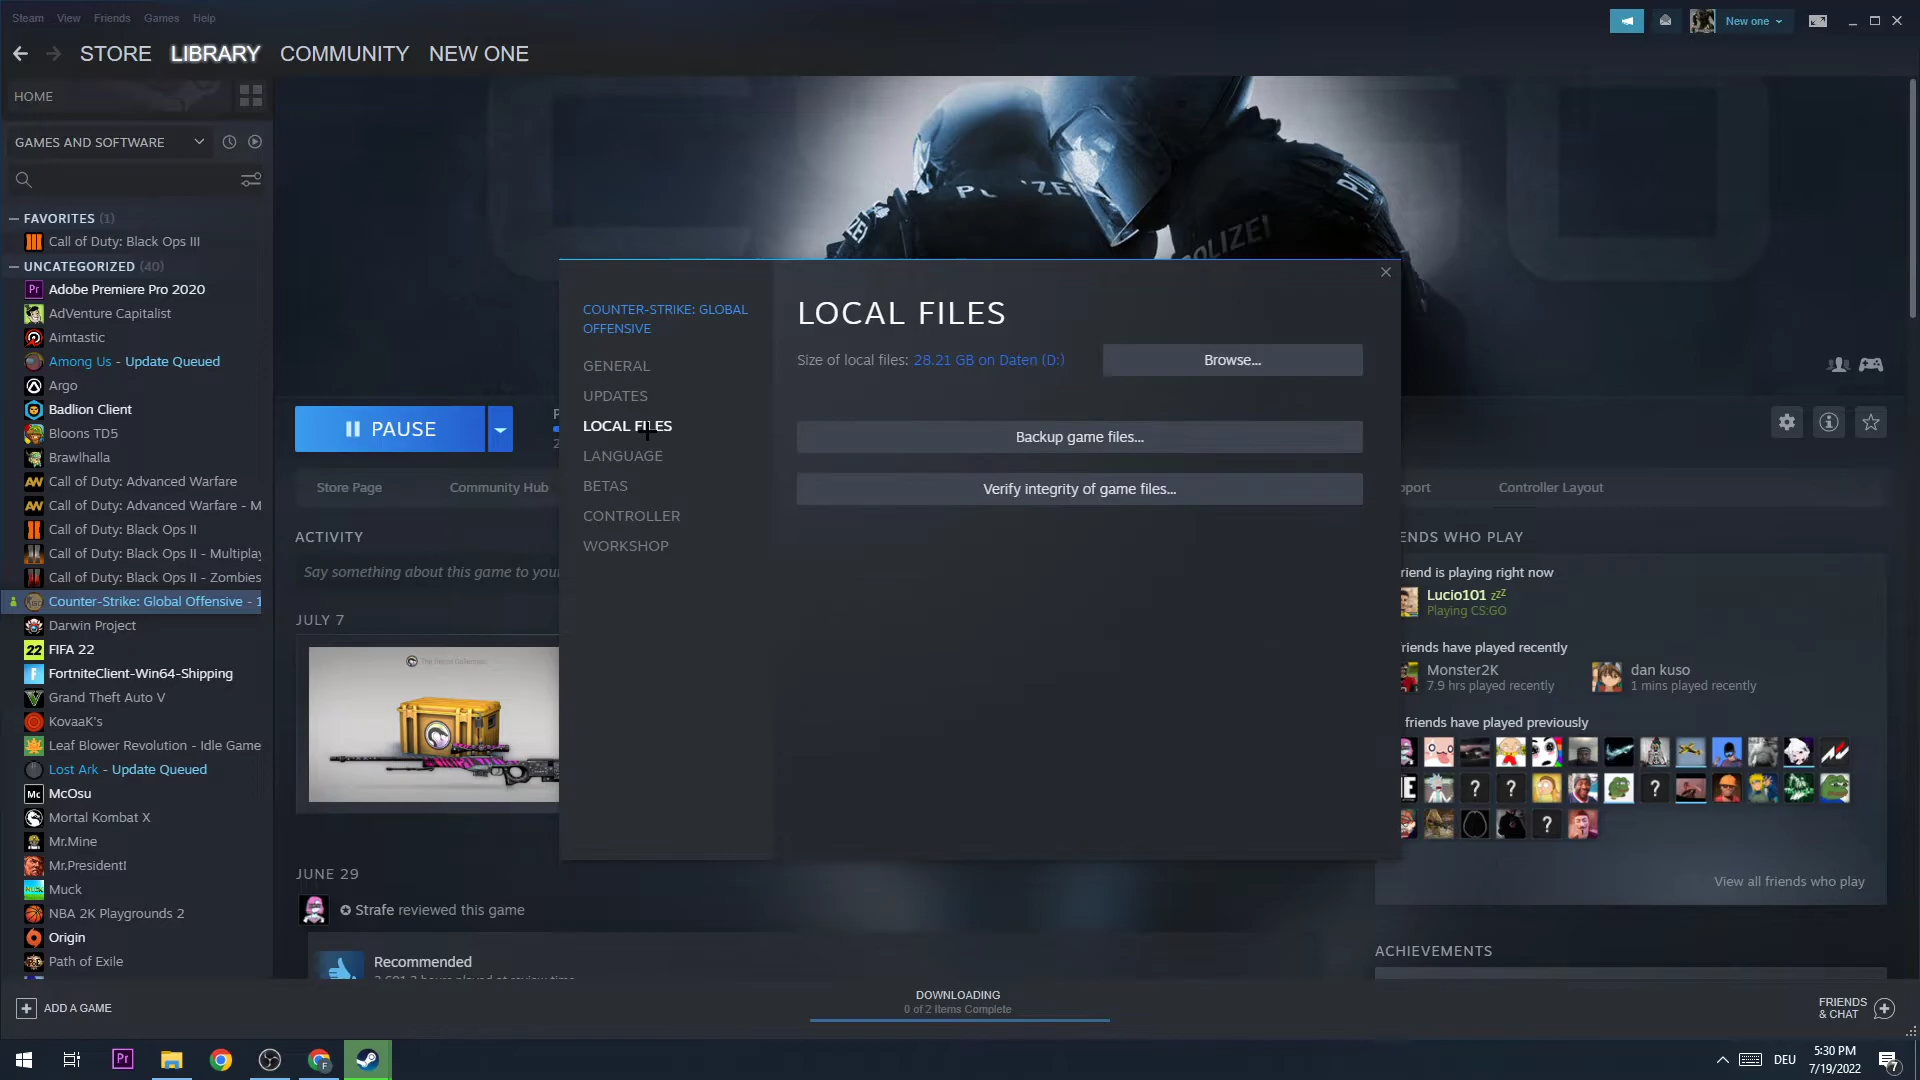 Steam View Friends Games Help
New one
STORE LIBRARY COMMUNITY NEW ONE
HOME
GAMES AND SOFTWARE
FAVORITES (1)
Call of Duty: Black Ops III
UNCATEGORIZED (40)
Adobe Premiere Pro 2020
AdVenture Capitalist
Aimtastic
Among Us - Update Queued
Argo
Badlion Client
Bloons TD5
Brawlhalla
Call of Duty: Advanced Warfare
Call of Duty: Advanced Warfare - M
Call of Duty: Black Ops II
Call of Duty: Black Ops II - Multiplay
Call of Duty: Black Ops II - Zombies
Counter-Strike: Global Offensive - 1
Darwin Project
FIFA 22
FortniteClient-Win64-Shipping
Grand Theft Auto V
KovaaK's
Leaf Blower Revolution - Idle Game
Lost Ark - Update Queued
McOsu
Mortal Kombat X
Mr.Mine
Mr.President!
Muck
NBA 2K Playgrounds 2
Origin
Path of Exile
ADD A GAME
POLIZEI
PAUSE
Store Page Community Hub
ACTIVITY
Say something about this game to your
JULY 7
JUNE 29
Strafe reviewed this game
Recommended
COUNTER-STRIKE: GLOBAL
OFFENSIVE
GENERAL
UPDATES
LOCAL FILES
LANGUAGE
BETAS
CONTROLLER
WORKSHOP
LOCAL FILES
Size of local files: 28.21 GB on Daten (D:)
Browse...
Backup game files...
Verify integrity of game files...
pport Controller Layout
ENDS WHO PLAY
riend is playing right now
Lucio101 zzZ
Playing CS:GO
riends have played recently
Monster2K
7.9 hrs played recently
dan kuso
1 mins played recently
friends have played previously
View all friends who play
ACHIEVEMENTS
DOWNLOADING
0 of 2 Items Complete
FRIENDS
& CHAT
DEU
5:30 PM
7/19/2022
7